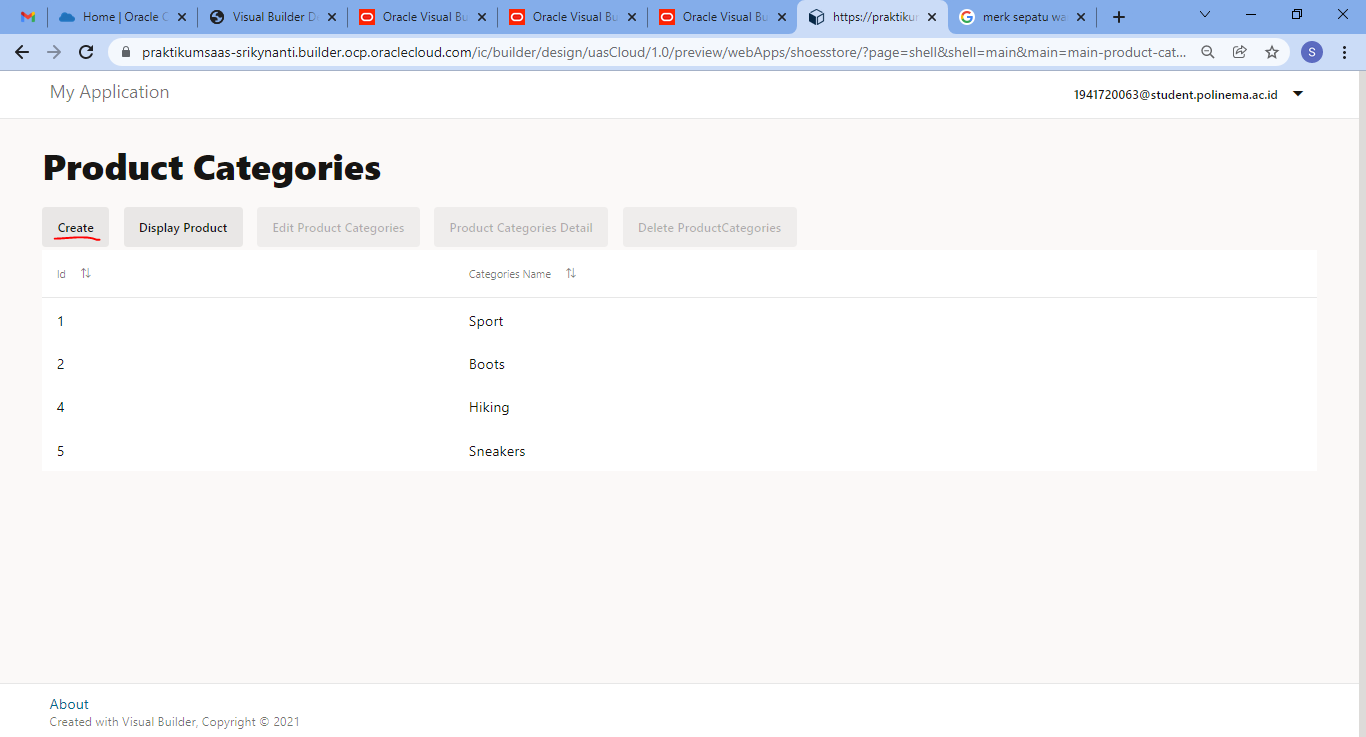 Home | Oracle C
Visual Builder D
Oracle Visual Bu
Oracle Visual Bu
Oracle Visual Bu
https://praktikum
merk sepatu wa
praktikumsaas-srikynanti.builder.ocp.oraclecloud.com/ic/builder/design/uasCloud/1.0/preview/webApps/shoesstore/?page=shell&shell=main&main=main-product-cat...
S
My Application
1941720063@student.polinema.ac.id
Product Categories
Create
Display Product
Edit Product Categories
Product Categories Detail
Delete ProductCategories
Id
Categories Name
1
Sport
2
Boots
4
Hiking
5
Sneakers
About
Created with Visual Builder, Copyright © 2021